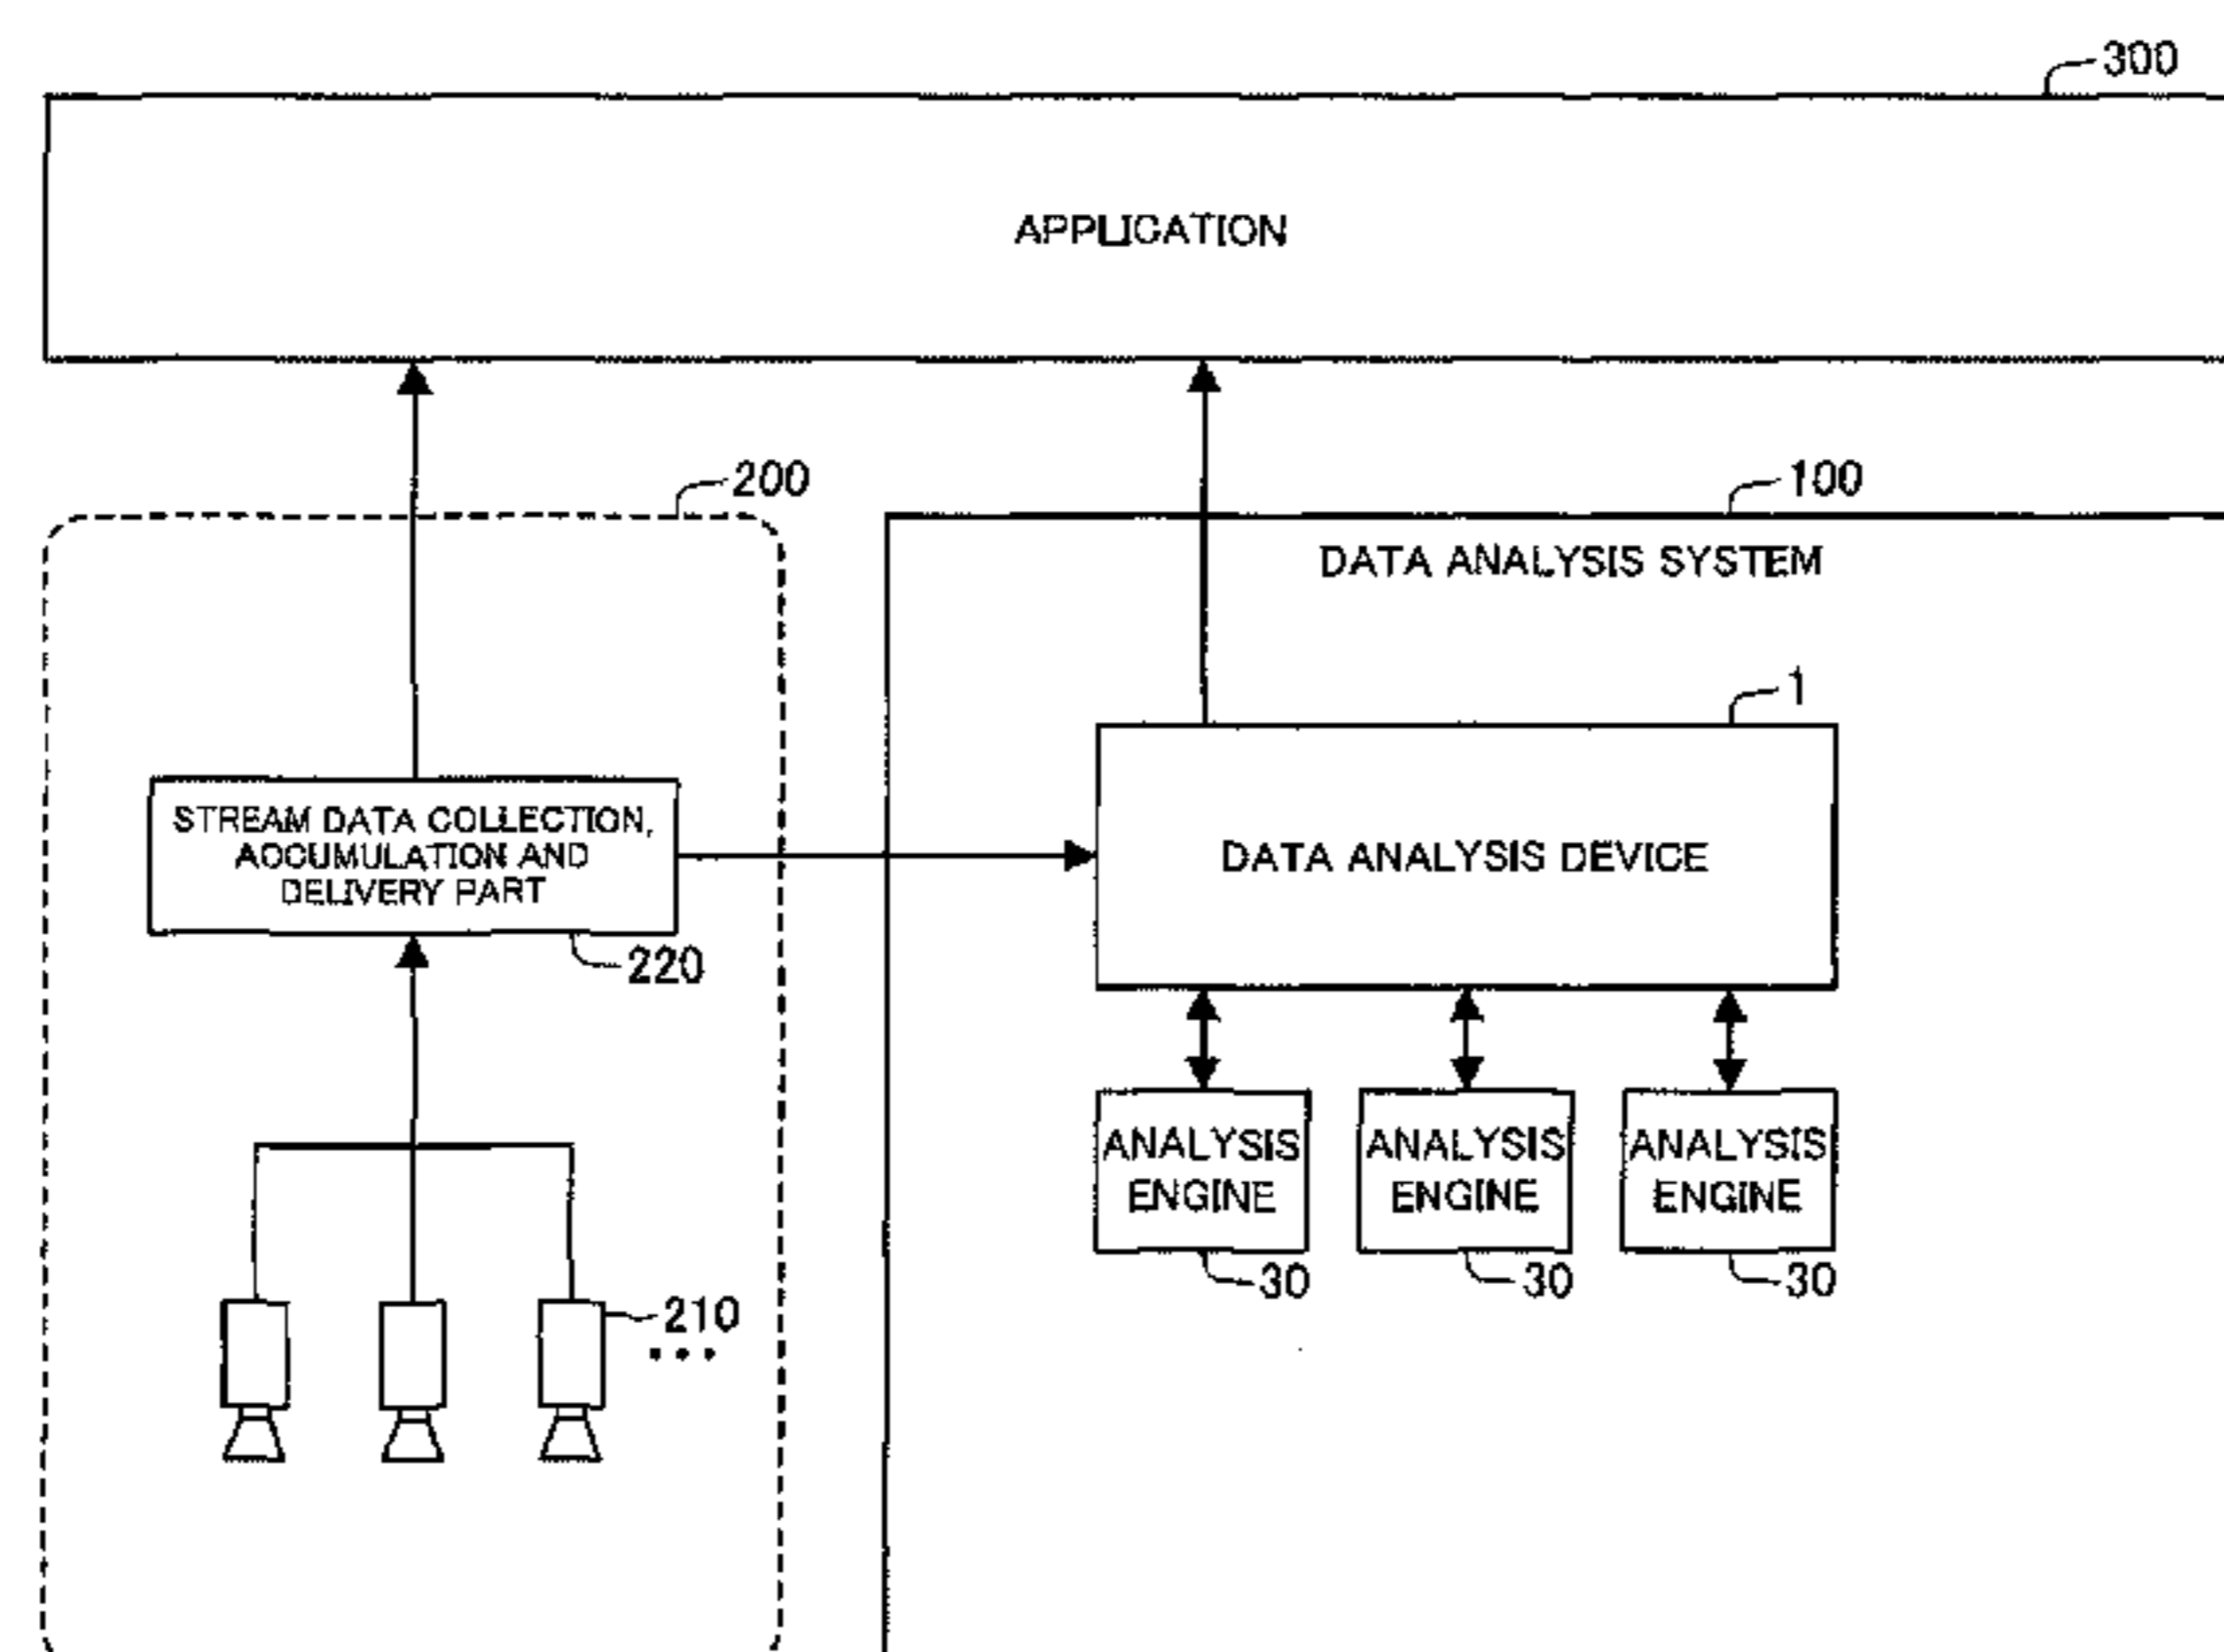 300
APPLICATION
200
100
DATA ANALYSIS SYSTEM
1
STREAM DATA COLLECTION,
ACCUMULATION AND
DELIVERY PART
220
DATA ANALYSIS DEVICE
ANALYSIS
ENGINE
30
ANALYSIS
ENGINE
30
ANALYSIS
ENGINE
30
210
...